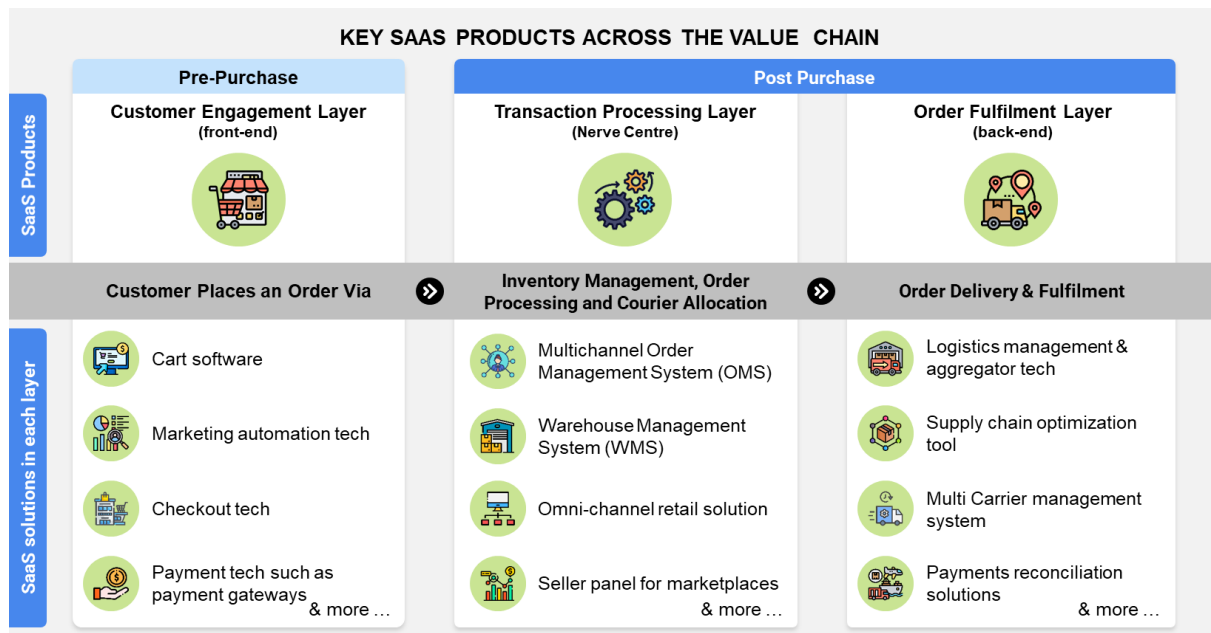 KEY SAAS PRODUCTS ACROSS THE VALUE CHAIN
Pre-Purchase
Post Purchase
SaaS Products
Customer Engagement Layer
(front-end)
Transaction Processing Layer
(Nerve Centre)
Order Fulfilment Layer
(back-end)
Customer Places an Order Via
Inventory Management, Order
Processing and Courier Allocation
Order Delivery & Fulfilment
SaaS solutions in each layer
Cart software
Marketing automation tech
Checkout tech
Payment tech such as
payment gateways
& more ...
Multichannel Order
Management System (OMS)
Warehouse Management
System (WMS)
Omni-channel retail solution
Seller panel for marketplaces
& more ...
Logistics management &
aggregator tech
Supply chain optimization
tool
Multi Carrier management
system
Payments reconciliation
solutions
& more ...